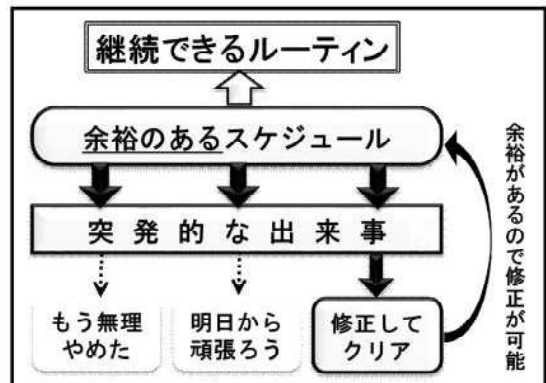 継続できるルーティン
余裕のあるスケジュール
突発的な出来事
もう無理
やめた
明日から
頑張ろう
修正して
クリア
余裕があるので修正が可能